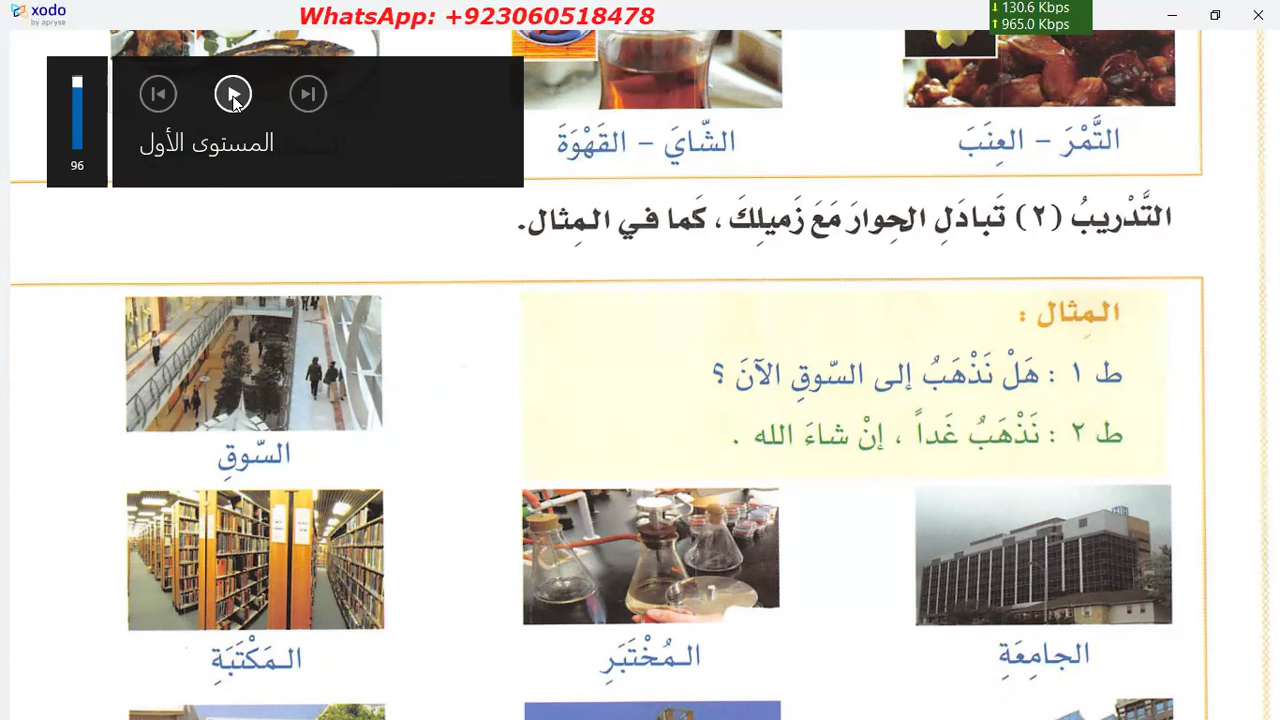 xodo
by apryse
WhatsApp: +923060518478
↓ 130.6 Kbps
↑ 965.0 Kbps
المستوى الأول
96
التَّمْرَ – العِنَبَ
الشّايَ – القَهْوَةَ
التَّدْريبُ (٢) تَبادَلِ الحِوارَ مَعَ زَميلِكَ، كَما في المِثال.
المِثال :
ط ١ : هَلْ نَذْهَبُ إلى السّوقِ الآنَ ؟
ط ٢ : نَذْهَبُ غَداً ، إنْ شاءَ الله .
السّوقِ
الجامِعَةِ
المُخْتَبَرِ
المَكْتَبَةِ